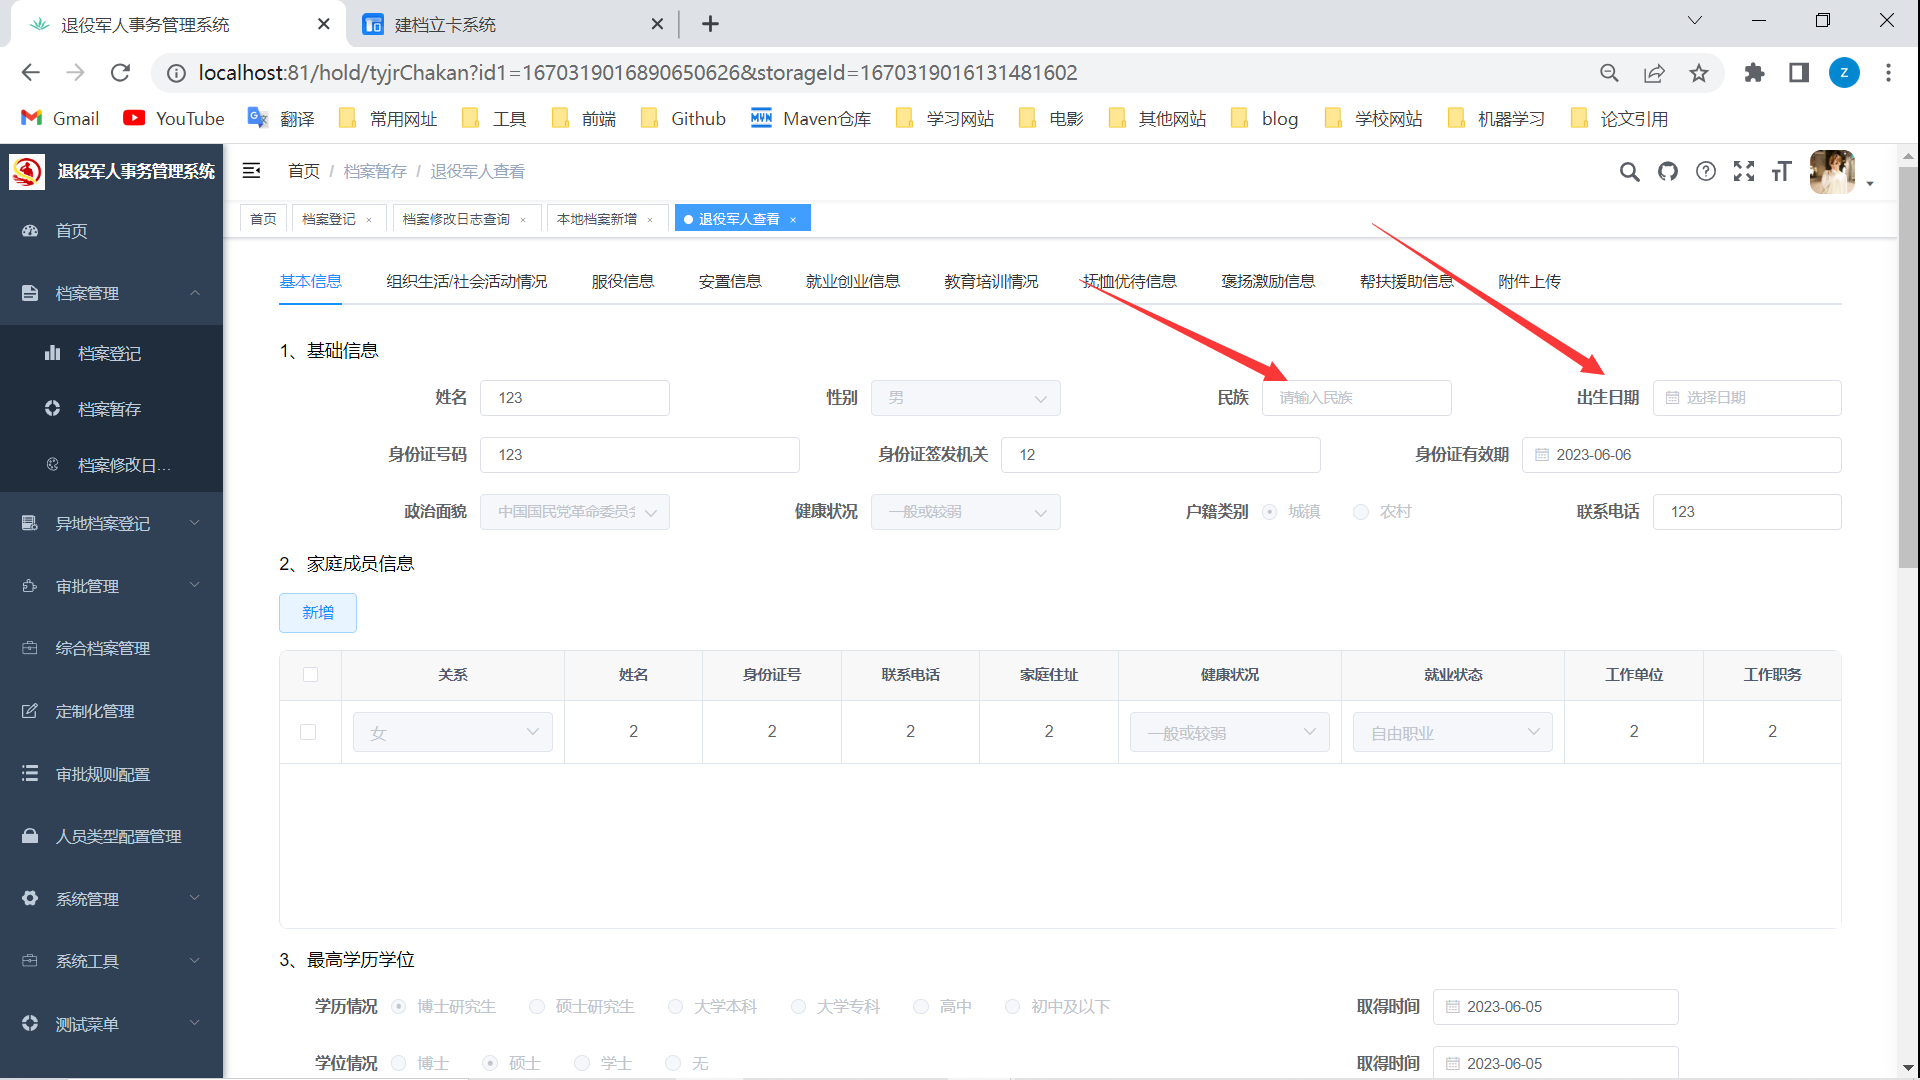 退役军人事务管理系统
建档立卡系统
localhost:81/hold/tyjrChakan?id1=1670319016890650626&storageId=1670319016131481602
Z
Gmail
YouTube
翻译
常用网址
工具
前端
Github
Maven仓库
学习网站
电影
其他网站
blog
学校网站
机器学习
论文引用
退役军人事务管理系统
首页 / 档案暂存 / 退役军人查看
首页
档案登记
档案修改日志查询
本地档案新增
退役军人查看
首页
档案管理
档案登记
档案暂存
档案修改日...
异地档案登记
审批管理
综合档案管理
定制化管理
审批规则配置
人员类型配置管理
系统管理
系统工具
测试菜单
基本信息
组织生活/社会活动情况
服役信息
安置信息
就业创业信息
教育培训情况
抚恤优待信息
褒扬激励信息
帮扶援助信息
附件上传
1、基础信息
姓名 123
性别 男
民族 请输入民族
出生日期 选择日期
身份证号码 123
身份证签发机关 12
身份证有效期 2023-06-06
政治面貌 中国国民党革命委员会
健康状况 一般或较弱
户籍类别 城镇 农村
联系电话 123
2、家庭成员信息
新增
关系 姓名 身份证号 联系电话 家庭住址 健康状况 就业状态 工作单位 工作职务
女 2 2 2 2 一般或较弱 自由职业 2 2
3、最高学历学位
学历情况 博士研究生 硕士研究生 大学本科 大学专科 高中 初中及以下
取得时间 2023-06-05
学位情况 博士 硕士 学士 无
取得时间 2023-06-05